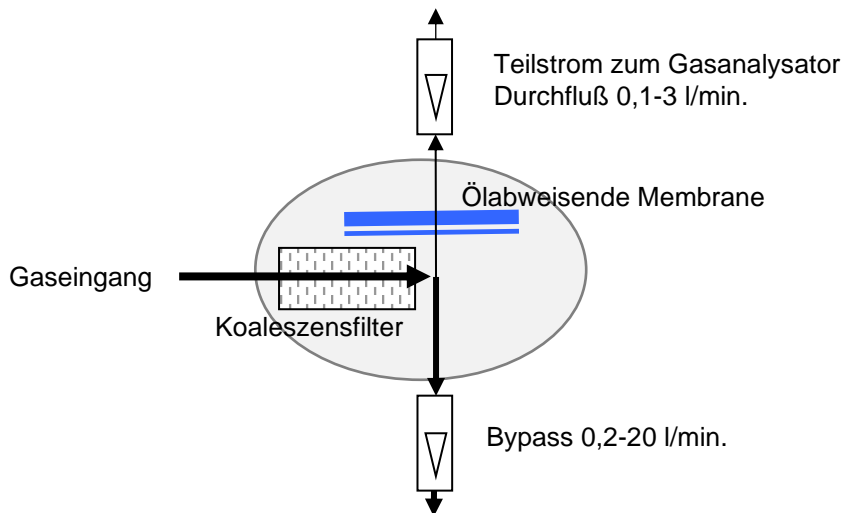 Teilstrom zum Gasanalysator
Durchfluß 0,1-3 l/min.
Ölabweisende Membrane
Gaseingang
Koaleszensfilter
Bypass 0,2-20 l/min.